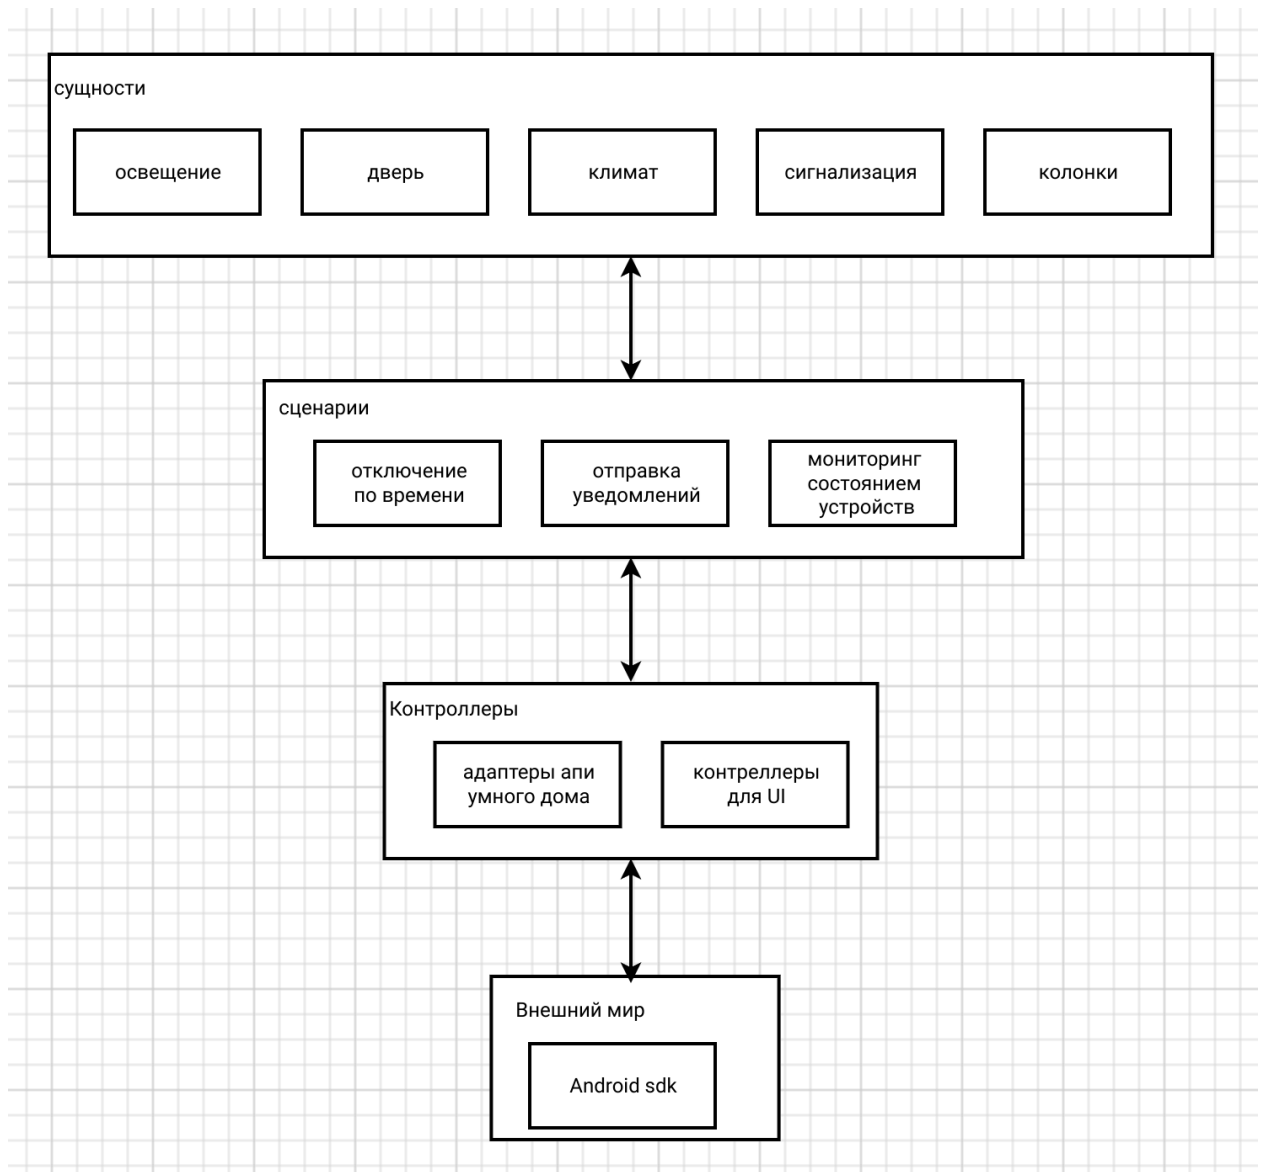 сущности
освещение
дверь
климат
сигнализация
колонки
сценарии
отключение
по времени
отправка
уведомлений
мониторинг
состоянием
устройств
Контроллеры
адаптеры апи
умного дома
контреллеры
для UI
Внешний мир
Android sdk